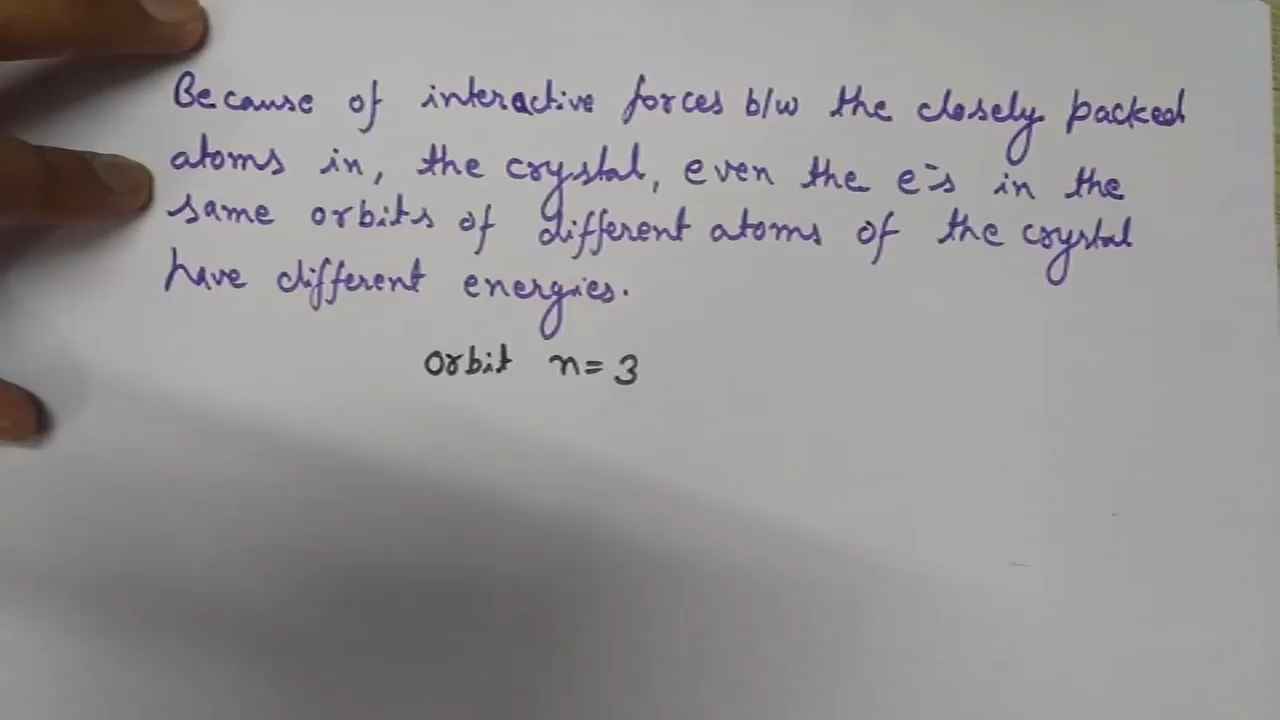 Because of interactive forces b/w the closely packed
atoms in, the crystal, even the e⁻s in the
same orbits of different atoms of the crystal
have different energies.
orbit n=3